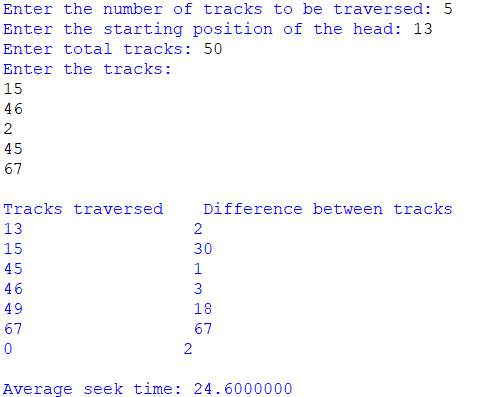 Enter the number of tracks to be traversed: 5
Enter the starting position of the head: 13
Enter total tracks: 50
Enter the tracks:
15
46
2
45
67
Tracks traversed    Difference between tracks
13                 2
15                 30
45                 1
46                 3
49                 18
67                 67
0                 2
Average seek time: 24.6000000